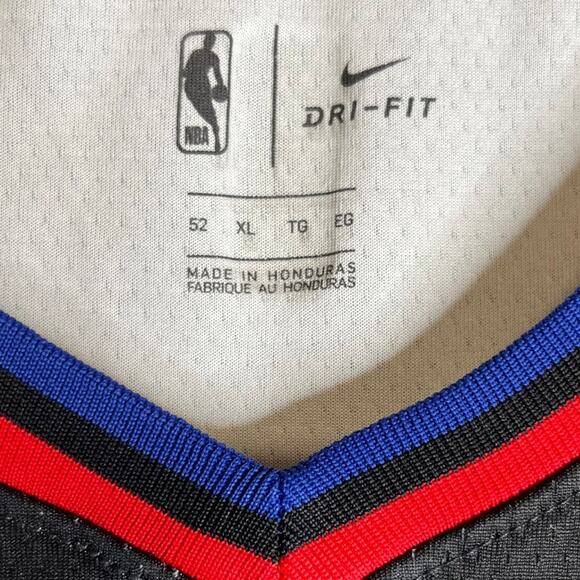 NBA
DRI-FIT
52 XL TG EG
MADE IN HONDURAS
FABRIQUE AU HONDURAS